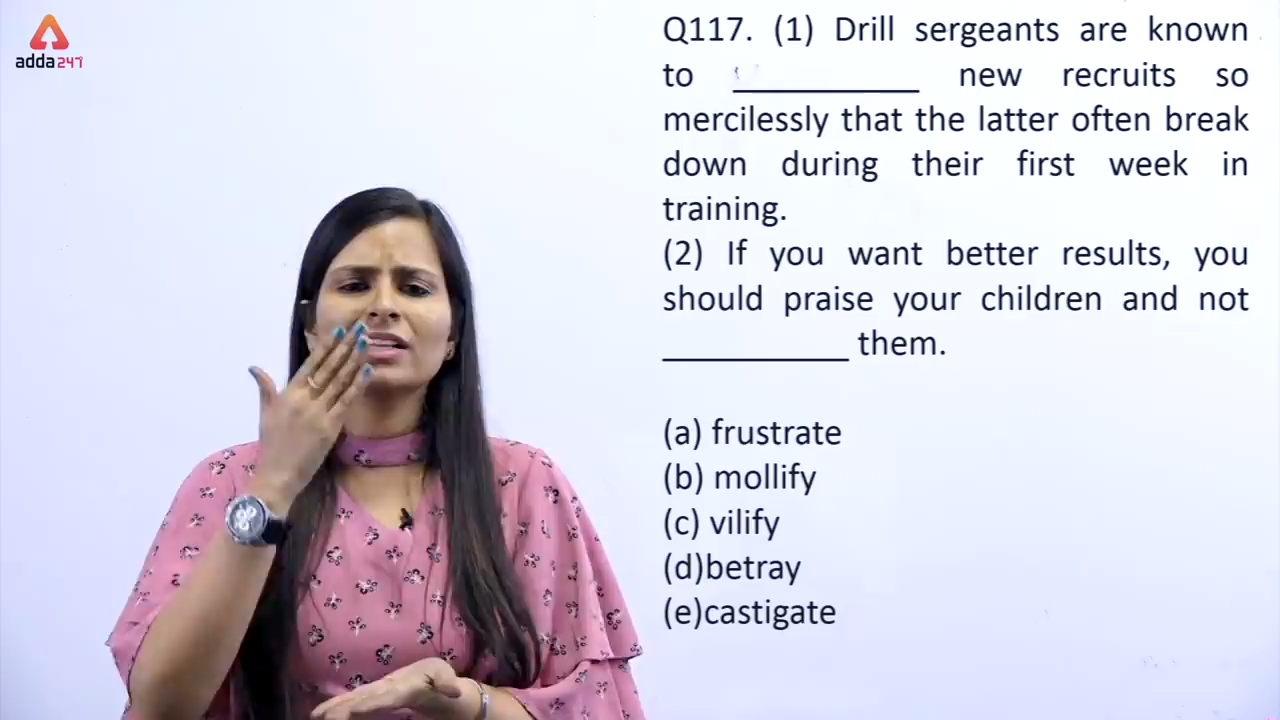 adda247
Q117. (1) Drill sergeants are known
to __________ new recruits so
mercilessly that the latter often break
down during their first week in
training.
(2) If you want better results, you
should praise your children and not
__________ them.
(a) frustrate
(b) mollify
(c) vilify
(d)betray
(e)castigate